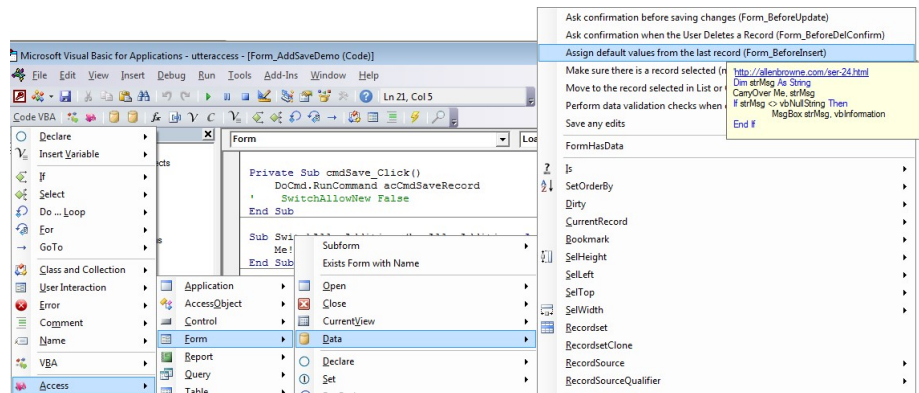 Microsoft Visual Basic for Applications - utteraccess - [Form_AddSaveDemo (Code)]
File Edit View Insert Debug Run Tools Add-Ins Window Help
Ln 21, Col 5
Code VBA
Declare
Insert Variable
If
Select
Do ... Loop
For
GoTo
Class and Collection
User Interaction
Error
Comment
Name
VBA
Access
Form
Private Sub cmdSave_Click()
DoCmd.RunCommand acCmdSaveRecord
' SwitchAllowNew False
End Sub
Sub
Me!
End Sub
Application
AccessObject
Control
Form
Report
Query
Table
Subform
Exists Form with Name
Open
Close
CurrentView
Data
Declare
Set
Ask confirmation before saving changes (Form_BeforeUpdate)
Ask confirmation when the User Deletes a Record (Form_BeforeDelConfirm)
Assign default values from the last record (Form_BeforeInsert)
Make sure there is a record selected
Move to the record selected in List or
Perform data validation checks when
Save any edits
FormHasData
Is
SetOrderBy
Dirty
CurrentRecord
Bookmark
SelHeight
SelLeft
SelTop
SelWidth
Recordset
RecordsetClone
RecordSource
RecordSourceQualifier
http://allenbrowne.com/ser-24.html
Dim strMsg As String
CarryOver Me, strMsg
If strMsg <> vbNullString Then
MsgBox strMsg, vbInformation
End If